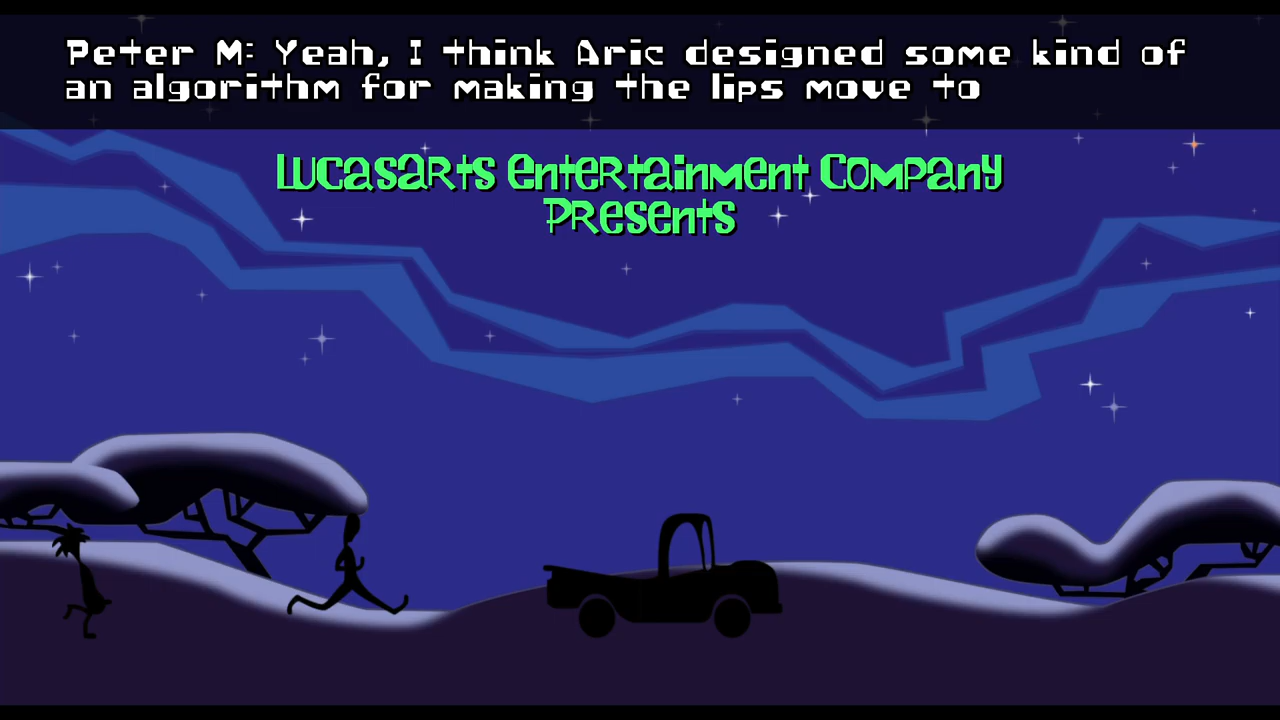 Peter M: Yeah, I think Aric designed some kind of
an algorithm for making the lips move to
LucasArts Entertainment Company
Presents